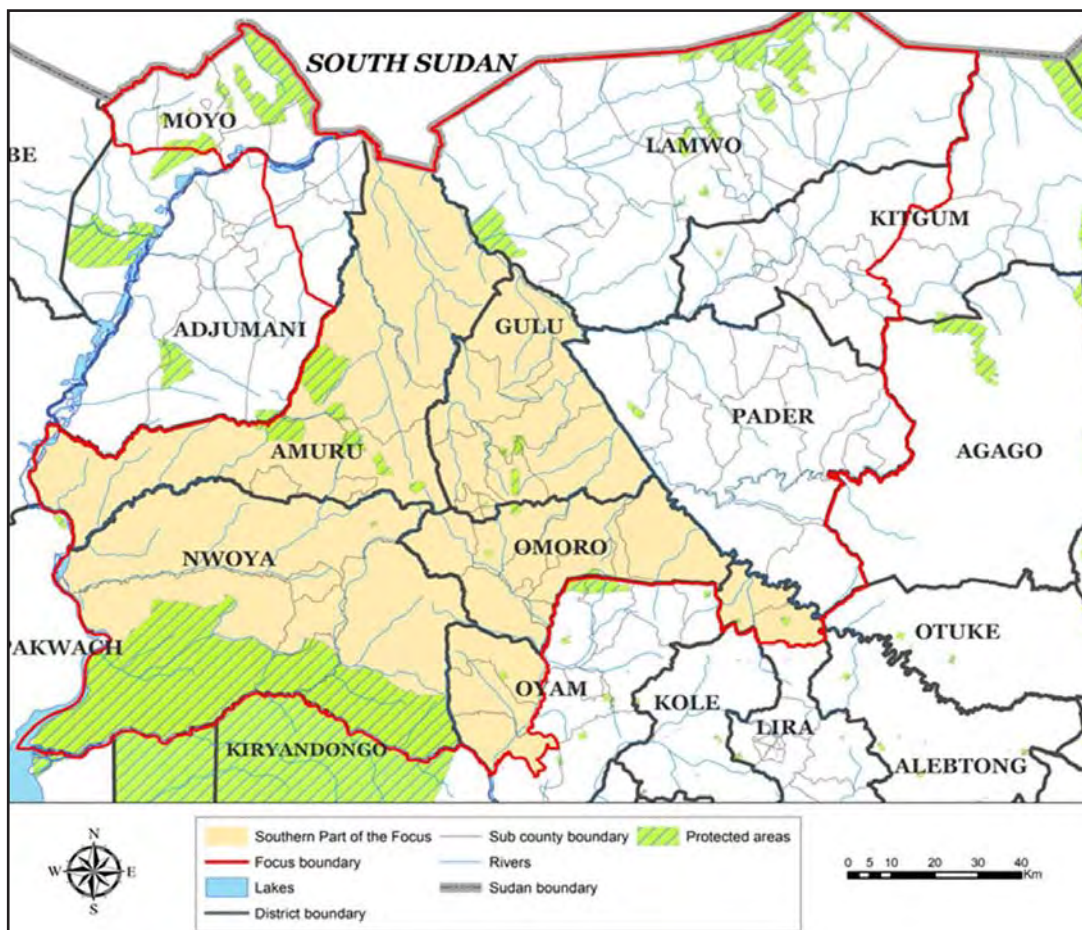 SOUTH SUDAN
MOYO
LAMWO
BE
KITGUM
ADJUMANI
GULU
PADER
AGAGO
AMURU
NWOYA
OMORO
PAKWACH
OTUKE
OYAM
KOLE
LIRA
KIRYANDONGO
ALEBTONG
N
W E
S
Southern Part of the Focus
Focus boundary
Lakes
District boundary
Sub county boundary
Rivers
Sudan boundary
Protected areas
0 5 10 20 30 40
Km